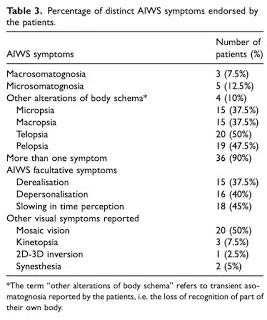 Table 3. Percentage of distinct AIWS symptoms endorsed by
the patients.
AIWS symptoms Number of
patients (%)
Macrosomatognosia 3 (7.5%)
Microsomatognosia 5 (12.5%)
Other alterations of body schema* 4 (10%)
Micropsia 15 (37.5%)
Macropsia 15 (37.5%)
Telopsia 20 (50%)
Pelopsia 19 (47.5%)
More than one symptom 36 (90%)
AIWS facultative symptoms
Derealisation 15 (37.5%)
Depersonalisation 16 (40%)
Slowing in time perception 18 (45%)
Other visual symptoms reported
Mosaic vision 20 (50%)
Kinetopsia 3 (7.5%)
2D-3D inversion 1 (2.5%)
Synesthesia 2 (5%)
*The term “other alterations of body schema” refers to transient aso-
matognosia reported by the patients, i.e. the loss of recognition of part of
their own body.